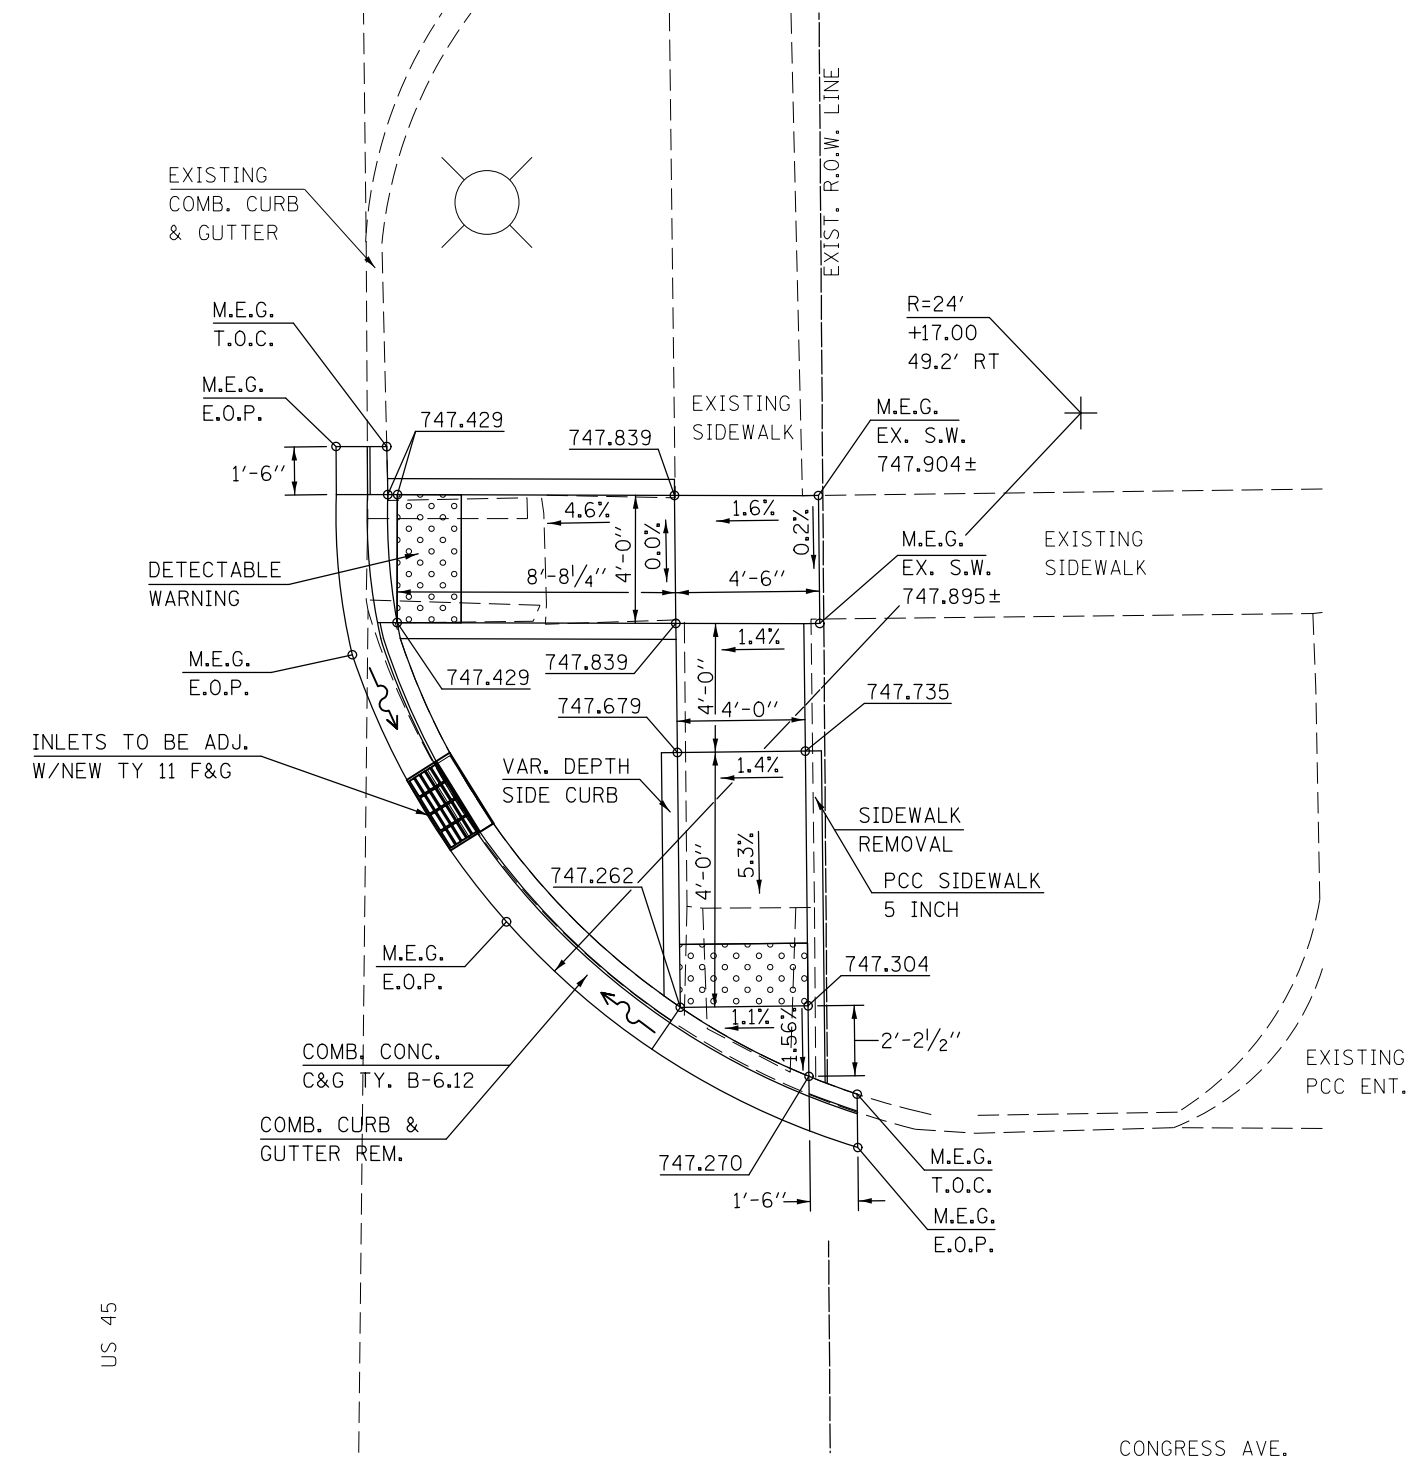 EXISTING
COMB. CURB
& GUTTER
EXIST. R.O.W. LINE
M.E.G.
T.O.C.
R=24'
+17.00
49.2' RT
M.E.G.
E.O.P.
747.429
747.839
EXISTING
SIDEWALK
M.E.G.
EX. S.W.
747.904±
1'-6"
4.6%
1.6%
0.2%
0.0%
4'-0"
8'-8 1/4"
4'-6"
M.E.G.
EX. S.W.
747.895±
EXISTING
SIDEWALK
DETECTABLE
WARNING
M.E.G.
E.O.P.
747.429
747.839
1.4%
4'-0"
4'-0"
747.679
747.735
INLETS TO BE ADJ.
W/NEW TY 11 F&G
VAR. DEPTH
SIDE CURB
1.4%
SIDEWALK
REMOVAL
5.3%
4'-0"
747.262
PCC SIDEWALK
5 INCH
M.E.G.
E.O.P.
747.304
1.1%
1.56%
2'-2 1/2"
COMB. CONC.
C&G TY. B-6.12
EXISTING
PCC ENT.
COMB. CURB &
GUTTER REM.
747.270
M.E.G.
T.O.C.
1'-6"
M.E.G.
E.O.P.
US 45
CONGRESS AVE.